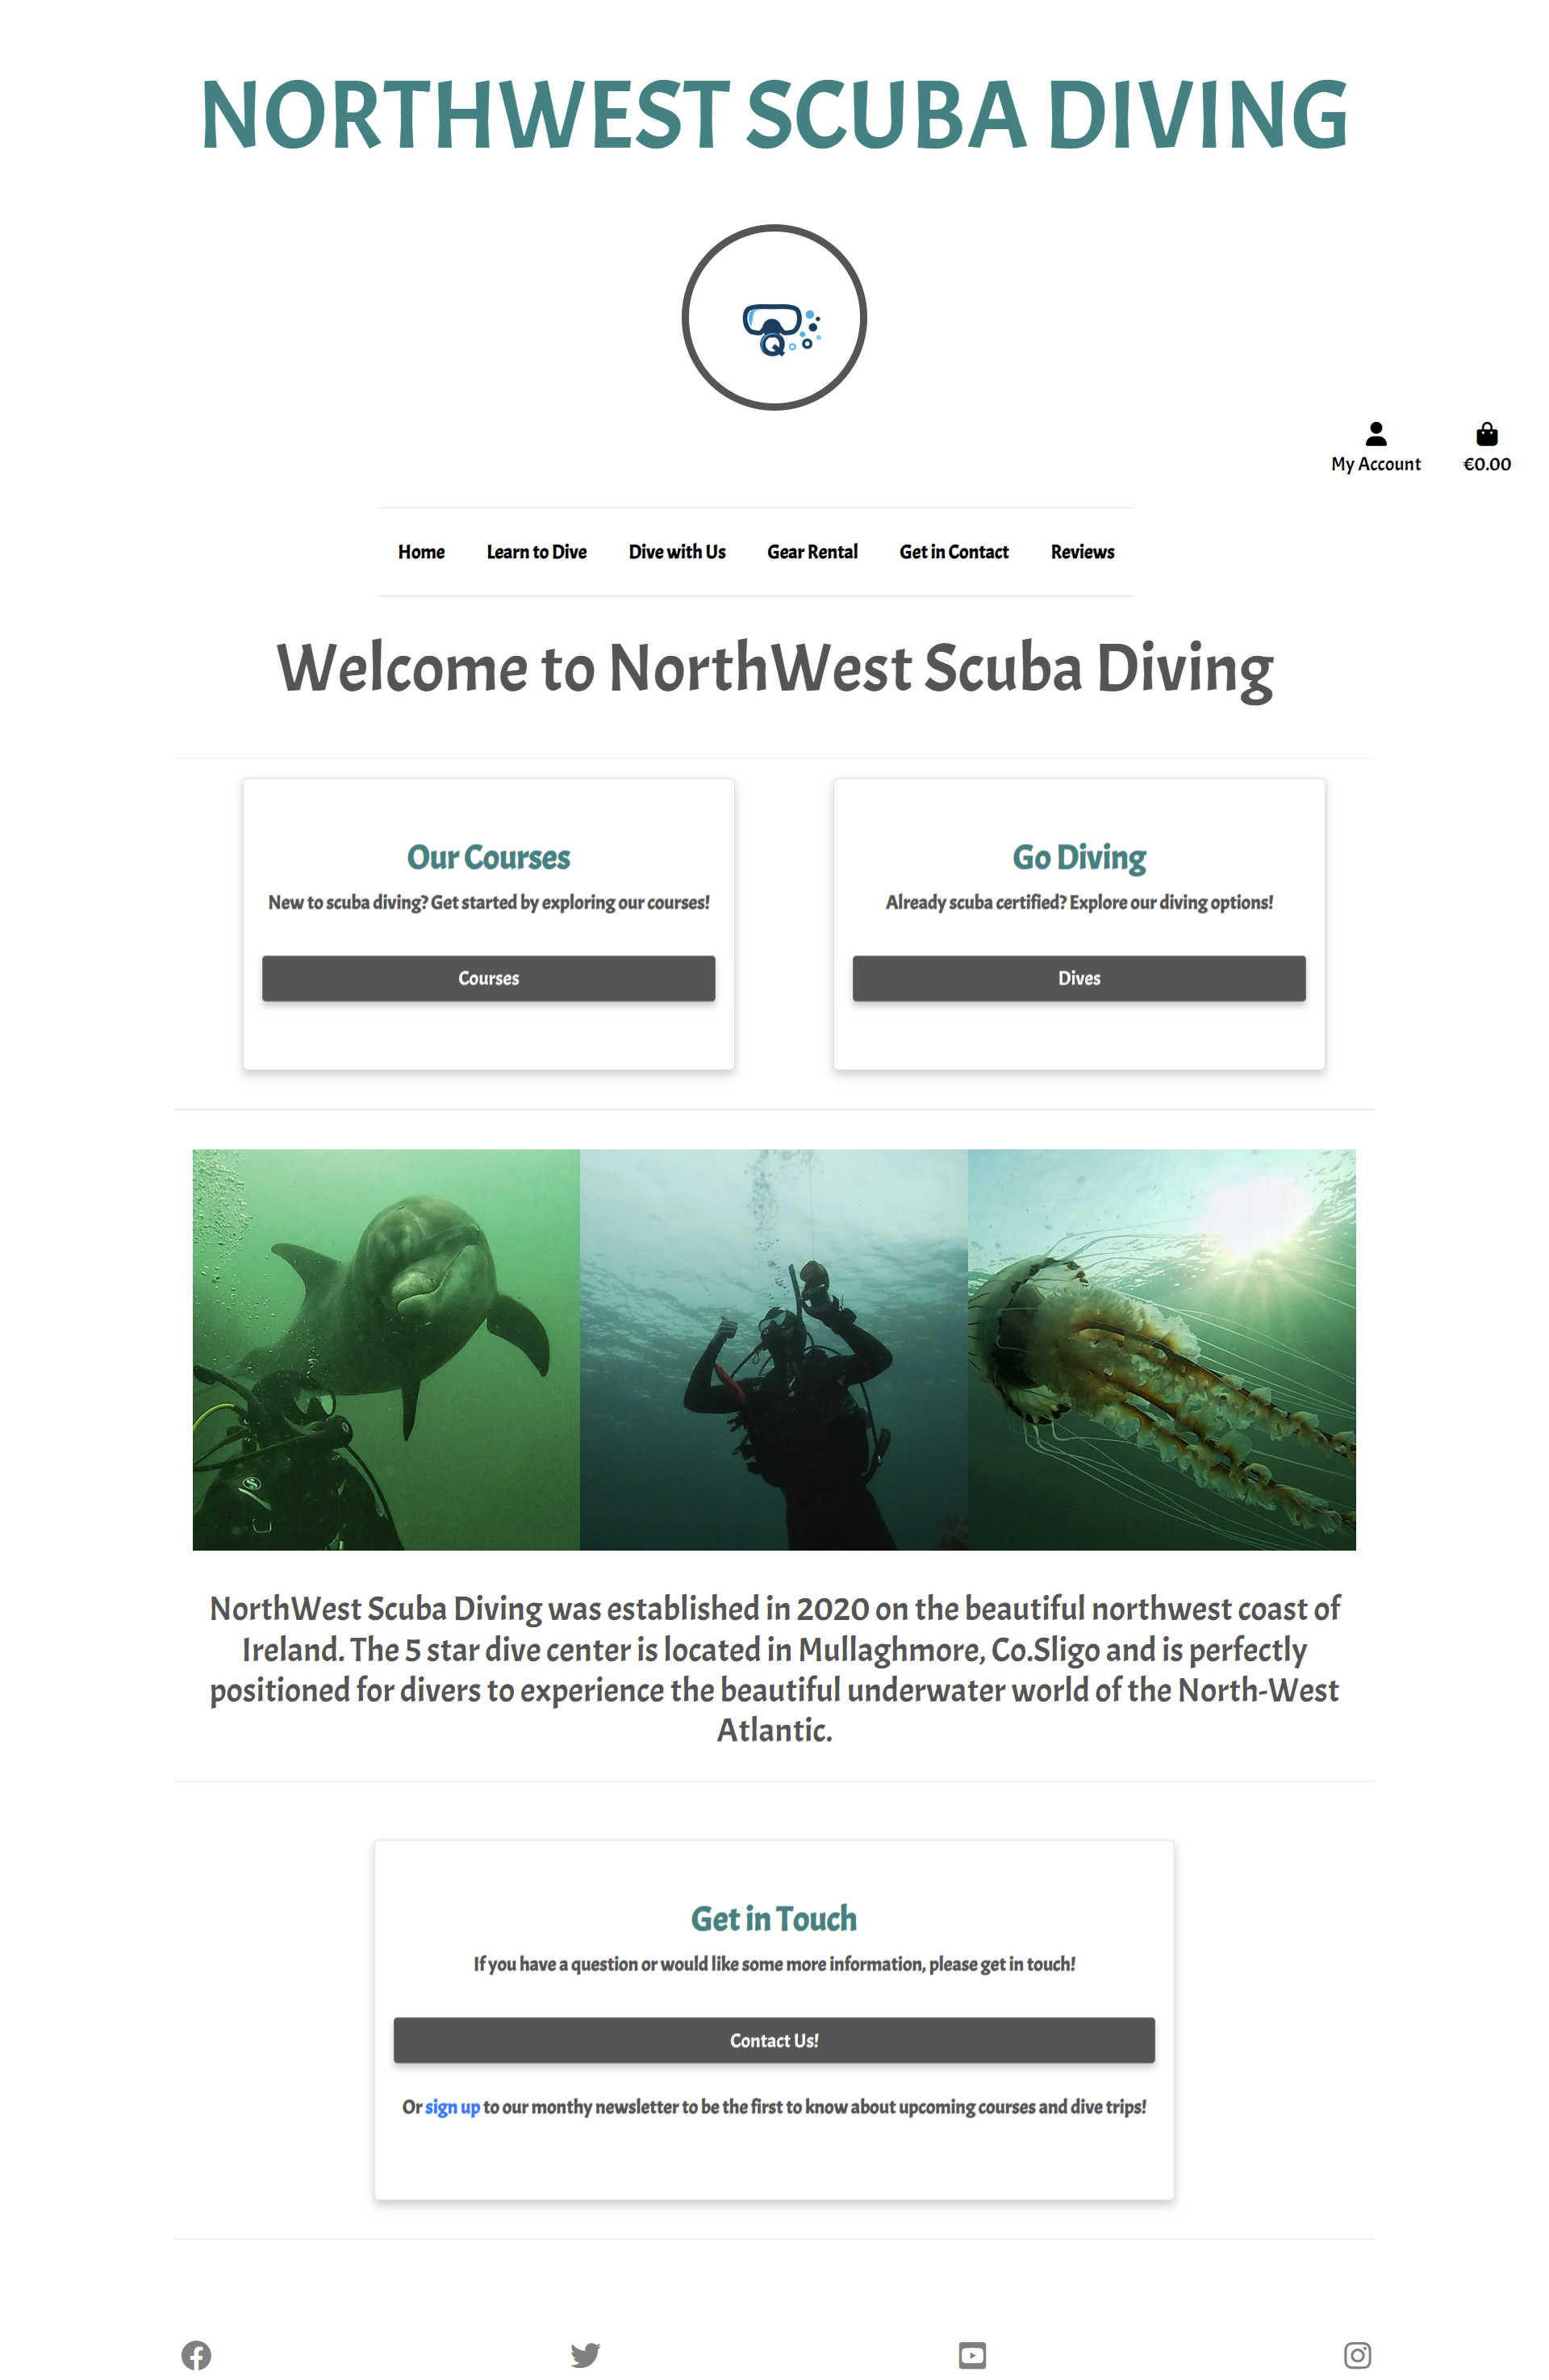 NORTHWEST SCUBA DIVING
Q
My Account
€0.00
Home Learn to Dive Dive with Us Gear Rental Get in Contact Reviews
Welcome to NorthWest Scuba Diving
Our Courses
New to scuba diving? Get started by exploring our courses!
Courses
Go Diving
Already scuba certified? Explore our diving options!
Dives
NorthWest Scuba Diving was established in 2020 on the beautiful northwest coast of
Ireland. The 5 star dive center is located in Mullaghmore, Co.Sligo and is perfectly
positioned for divers to experience the beautiful underwater world of the North-West
Atlantic.
Get in Touch
If you have a question or would like some more information, please get in touch!
Contact Us!
Or sign up to our monthy newsletter to be the first to know about upcoming courses and dive trips!